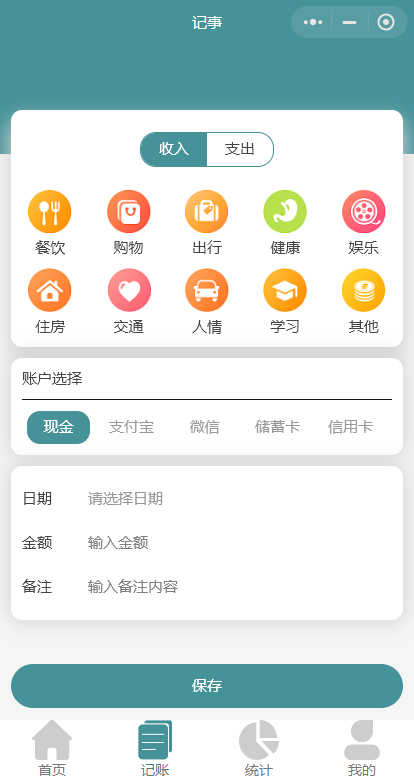 记事
收入 支出
餐饮 购物 出行 健康 娱乐
住房 交通 人情 学习 其他
账户选择
现金 支付宝 微信 储蓄卡 信用卡
日期 请选择日期
金额 输入金额
备注 输入备注内容
保存
首页 记账 统计 我的